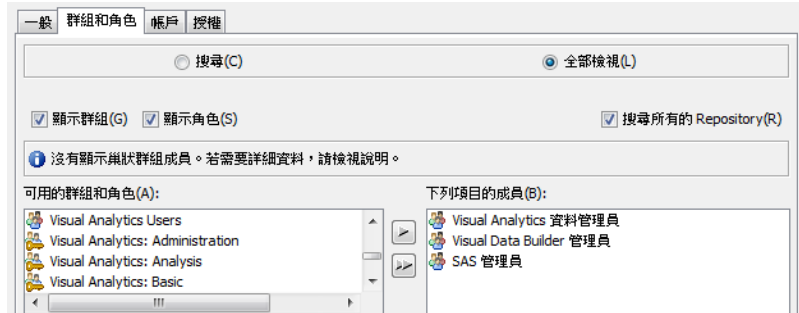 一般 群組和角色 帳戶 授權
搜尋(C) 全部檢視(L)
顯示群組(G) 顯示角色(S) 搜尋所有的 Repository(R)
沒有顯示巢狀群組成員。若需要詳細資料，請檢視說明。
可用的群組和角色(A): 下列項目的成員(B):
Visual Analytics Users
Visual Analytics: Administration
Visual Analytics: Analysis
Visual Analytics: Basic
Visual Analytics 資料管理員
Visual Data Builder 管理員
SAS 管理員